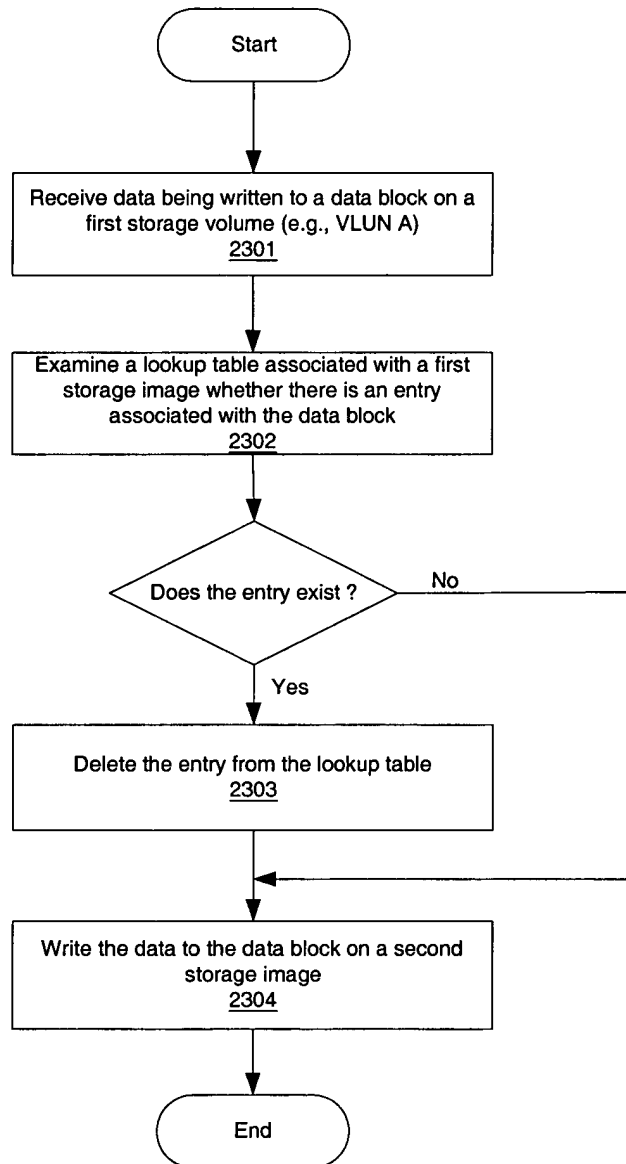 Start
Receive data being written to a data block on a
first storage volume (e.g., VLUN A)
2301
Examine a lookup table associated with a first
storage image whether there is an entry
associated with the data block
2302
Does the entry exist ?
No
Yes
Delete the entry from the lookup table
2303
Write the data to the data block on a second
storage image
2304
End